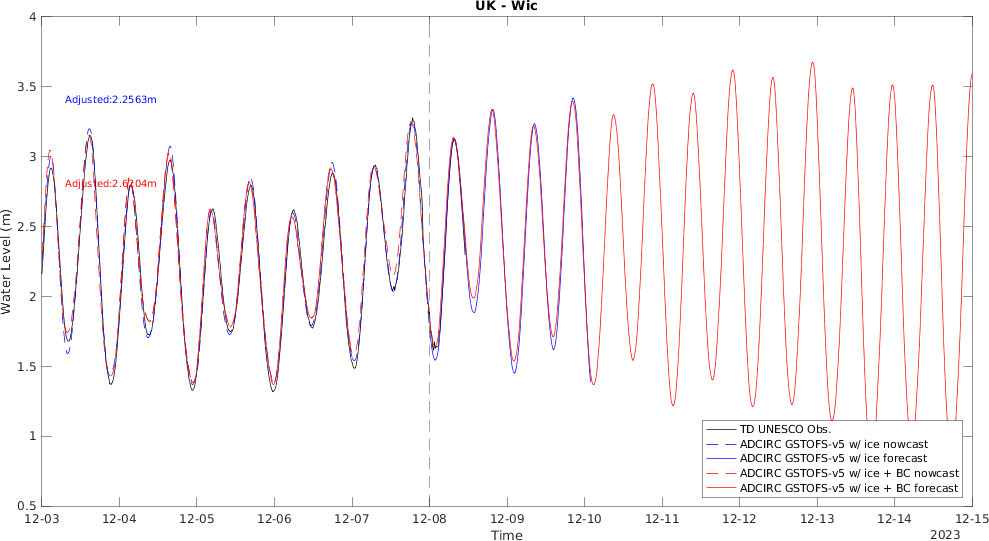 UK - Wic
4
3.5
3
2.5
2
1.5
1
0.5
Water Level (m)
Adjusted:2.2563m
Adjusted:2.6204m
TD UNESCO Obs.
ADCIRC GSTOFS-v5 w/ ice nowcast
ADCIRC GSTOFS-v5 w/ ice forecast
ADCIRC GSTOFS-v5 w/ ice + BC nowcast
ADCIRC GSTOFS-v5 w/ ice + BC forecast
12-03 12-04 12-05 12-06 12-07 12-08 12-09 12-10 12-11 12-12 12-13 12-14 12-15
Time
2023